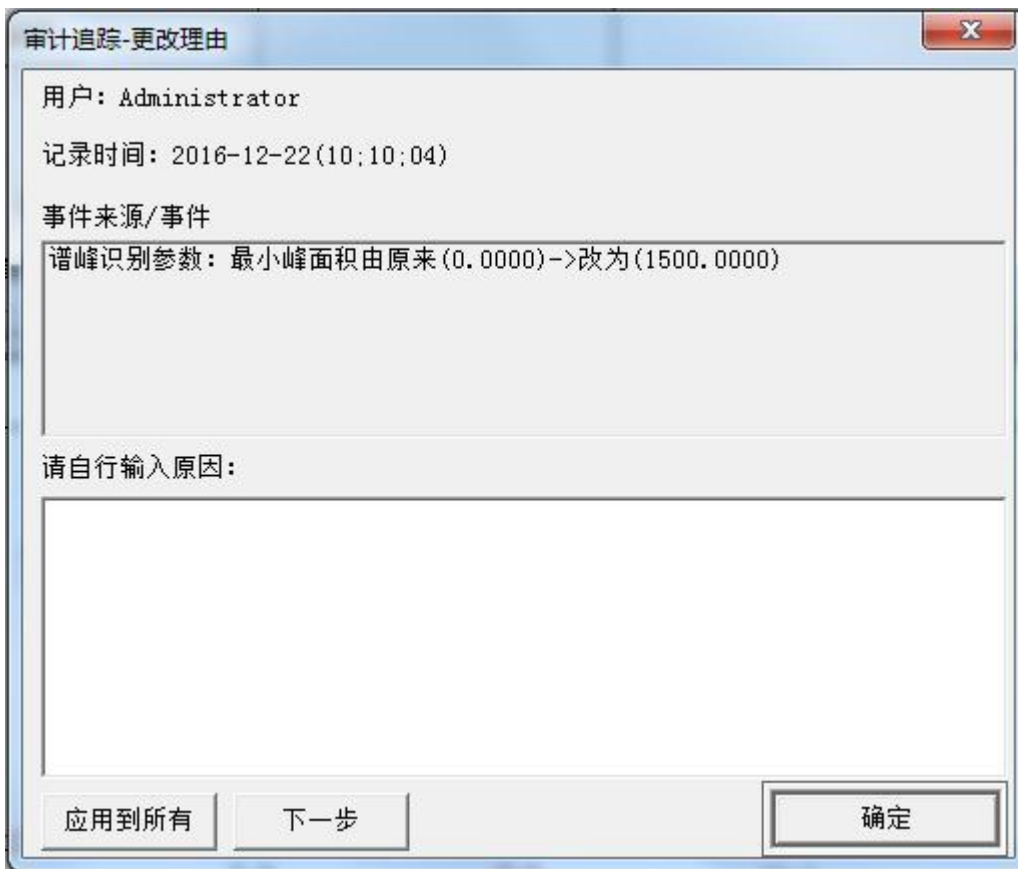 审计追踪-更改理由
用户: Administrator
记录时间: 2016-12-22(10;10;04)
事件来源/事件
谱峰识别参数: 最小峰面积由原来(0.0000)->改为(1500.0000)
请自行输入原因:
应用到所有 下一步 确定